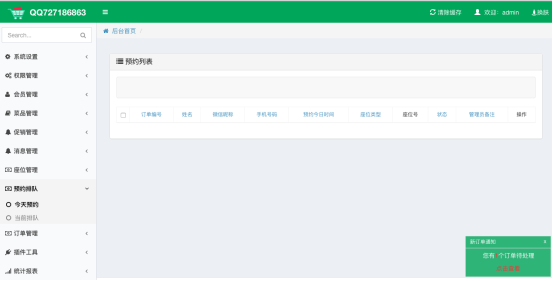 QQ727186863
清除缓存
欢迎: admin
换肤
Search...
后台首页 /
系统设置
权限管理
会员管理
菜品管理
促销管理
消息管理
座位管理
预约排队
今天预约
当前排队
订单管理
插件工具
统计报表
预约列表
订单编号 姓名 微信昵称 手机号码 预约今日时间 座位类型 座位号 状态 管理员备注 操作
新订单通知
您有 个订单待处理
点击查看